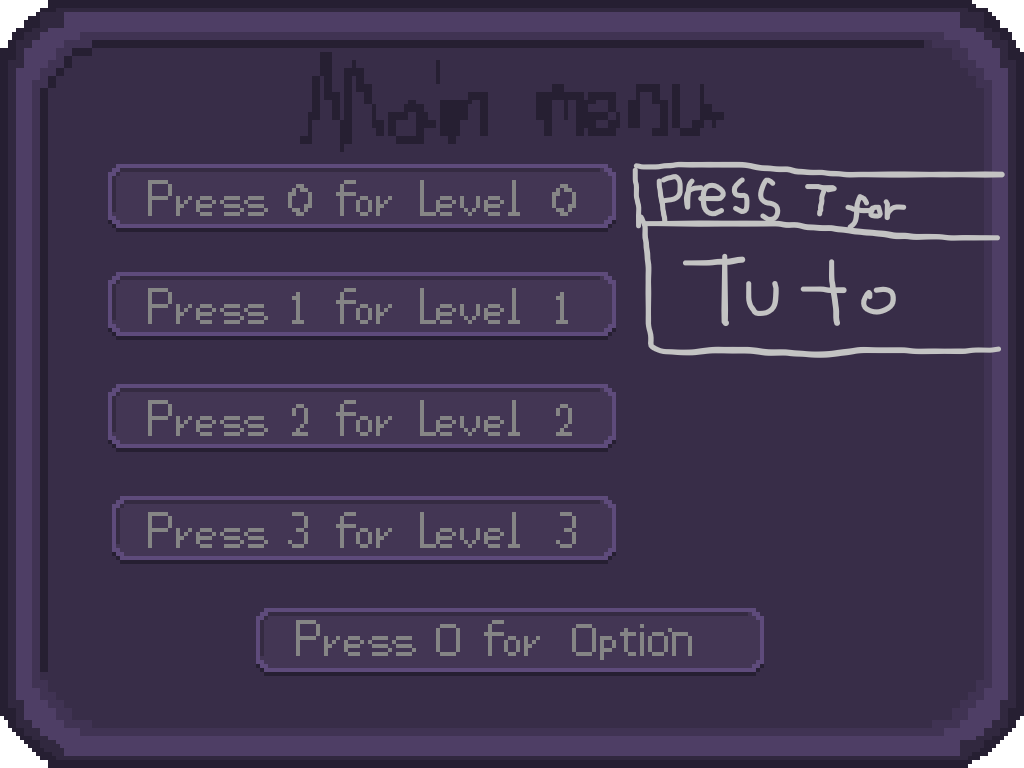 Main menu
Press 0 for Level 0
Press T for
Tuto
Press 1 for Level 1
Press 2 for Level 2
Press 3 for Level 3
Press O for Option